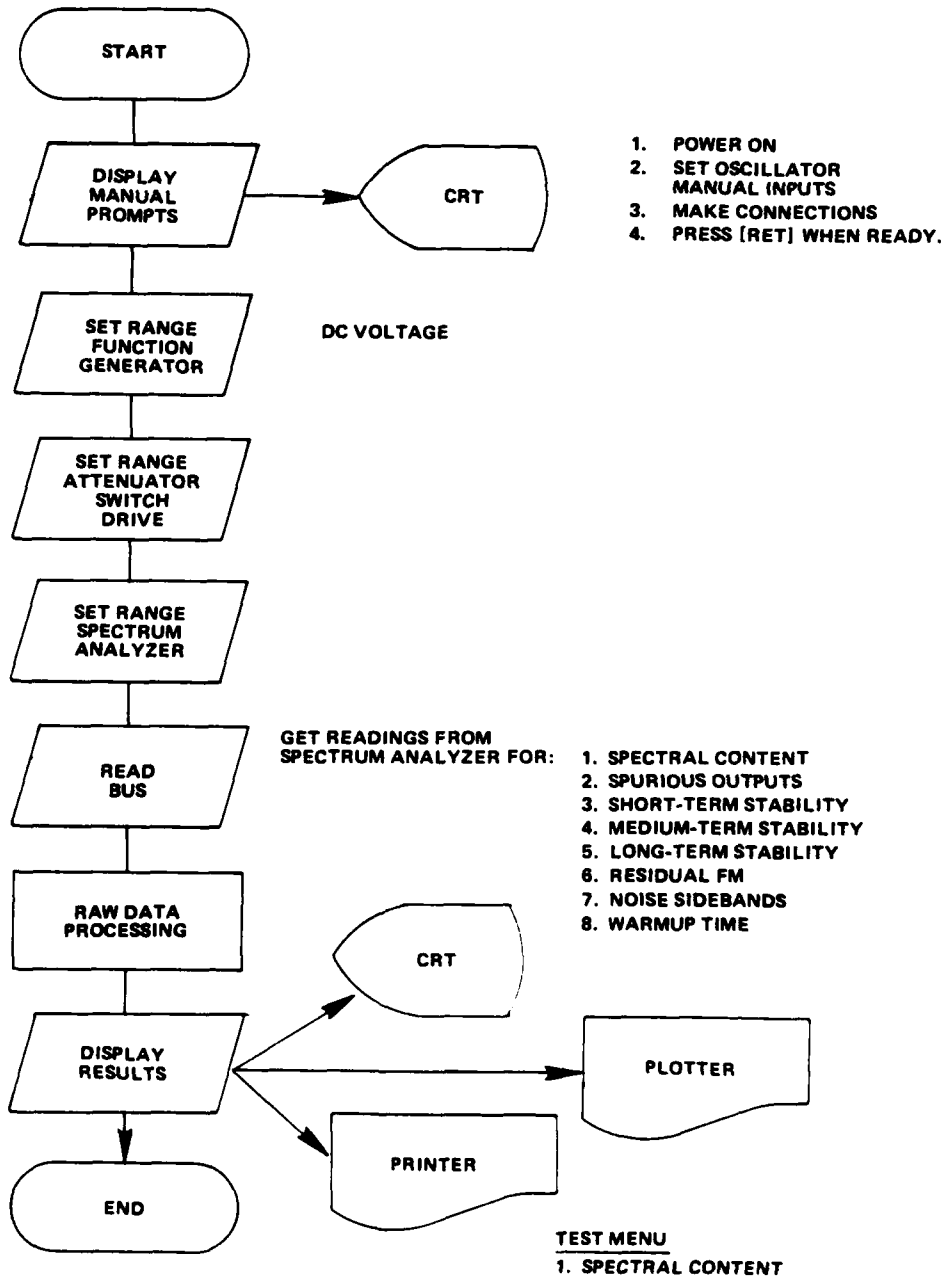 START
DISPLAY
MANUAL
PROMPTS
CRT
1. POWER ON
2. SET OSCILLATOR
MANUAL INPUTS
3. MAKE CONNECTIONS
4. PRESS [RET] WHEN READY.
SET RANGE
FUNCTION
GENERATOR
DC VOLTAGE
SET RANGE
ATTENUATOR
SWITCH
DRIVE
SET RANGE
SPECTRUM
ANALYZER
READ
BUS
GET READINGS FROM
SPECTRUM ANALYZER FOR:
1. SPECTRAL CONTENT
2. SPURIOUS OUTPUTS
3. SHORT-TERM STABILITY
4. MEDIUM-TERM STABILITY
5. LONG-TERM STABILITY
6. RESIDUAL FM
7. NOISE SIDEBANDS
8. WARMUP TIME
RAW DATA
PROCESSING
CRT
DISPLAY
RESULTS
PLOTTER
PRINTER
END
TEST MENU
1. SPECTRAL CONTENT